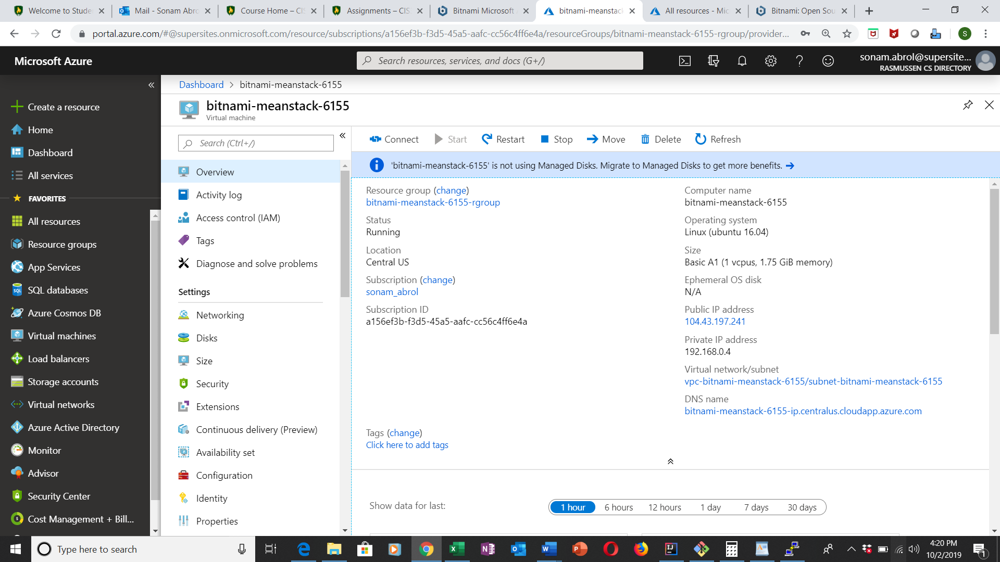 Welcome to Stude
Mail - Sonam Abro
Course Home – CIS
Assignments – CIS
Bitnami Microsoft
bitnami-meanstack
All resources - Mic
Bitnami: Open Sou
portal.azure.com/#@supersites.onmicrosoft.com/resource/subscriptions/a156ef3b-f3d5-45a5-aafc-cc56c4ff6e4a/resourceGroups/bitnami-meanstack-6155-rgroup/provider...
S
Microsoft Azure
Search resources, services, and docs (G+/)
sonam.abrol@supersite...
RASMUSSEN CS DIRECTORY
Create a resource
Home
Dashboard
All services
FAVORITES
All resources
Resource groups
App Services
SQL databases
Azure Cosmos DB
Virtual machines
Load balancers
Storage accounts
Virtual networks
Azure Active Directory
Monitor
Advisor
Security Center
Cost Management + Bill...
Dashboard > bitnami-meanstack-6155
bitnami-meanstack-6155
Virtual machine
Search (Ctrl+/)
Overview
Activity log
Access control (IAM)
Tags
Diagnose and solve problems
Settings
Networking
Disks
Size
Security
Extensions
Continuous delivery (Preview)
Availability set
Configuration
Identity
Properties
Connect
Start
Restart
Stop
Move
Delete
Refresh
'bitnami-meanstack-6155' is not using Managed Disks. Migrate to Managed Disks to get more benefits.
Resource group (change)
bitnami-meanstack-6155-rgroup
Status
Running
Location
Central US
Subscription (change)
sonam_abrol
Subscription ID
a156ef3b-f3d5-45a5-aafc-cc56c4ff6e4a
Computer name
bitnami-meanstack-6155
Operating system
Linux (ubuntu 16.04)
Size
Basic A1 (1 vcpus, 1.75 GiB memory)
Ephemeral OS disk
N/A
Public IP address
104.43.197.241
Private IP address
192.168.0.4
Virtual network/subnet
vpc-bitnami-meanstack-6155/subnet-bitnami-meanstack-6155
DNS name
bitnami-meanstack-6155-ip.centralus.cloudapp.azure.com
Tags (change)
Click here to add tags
Show data for last:
1 hour
6 hours
12 hours
1 day
7 days
30 days
Type here to search
4:20 PM
10/2/2019
1